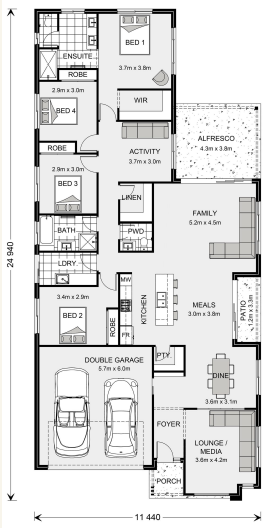 BED 1
3.7m x 3.8m
ENSUITE
ROBE
WIR
2.9m x 3.0m
BED 4
ALFRESCO
4.3m x 3.8m
ACTIVITY
3.7m x 3.0m
ROBE
2.9m x 3.0m
BED 3
LINEN
FAMILY
5.2m x 4.5m
BATH
PWD
24 940
LDRY.
MW
KITCHEN
MEALS
3.0m x 3.8m
PATIO
1.2m x 3.3m
3.4m x 2.9m
BED 2
ROBE
FR
DOUBLE GARAGE
5.7m x 6.0m
PTY.
DINE
3.6m x 3.1m
FOYER
LOUNGE /
MEDIA
3.6m x 4.2m
PORCH
11 440